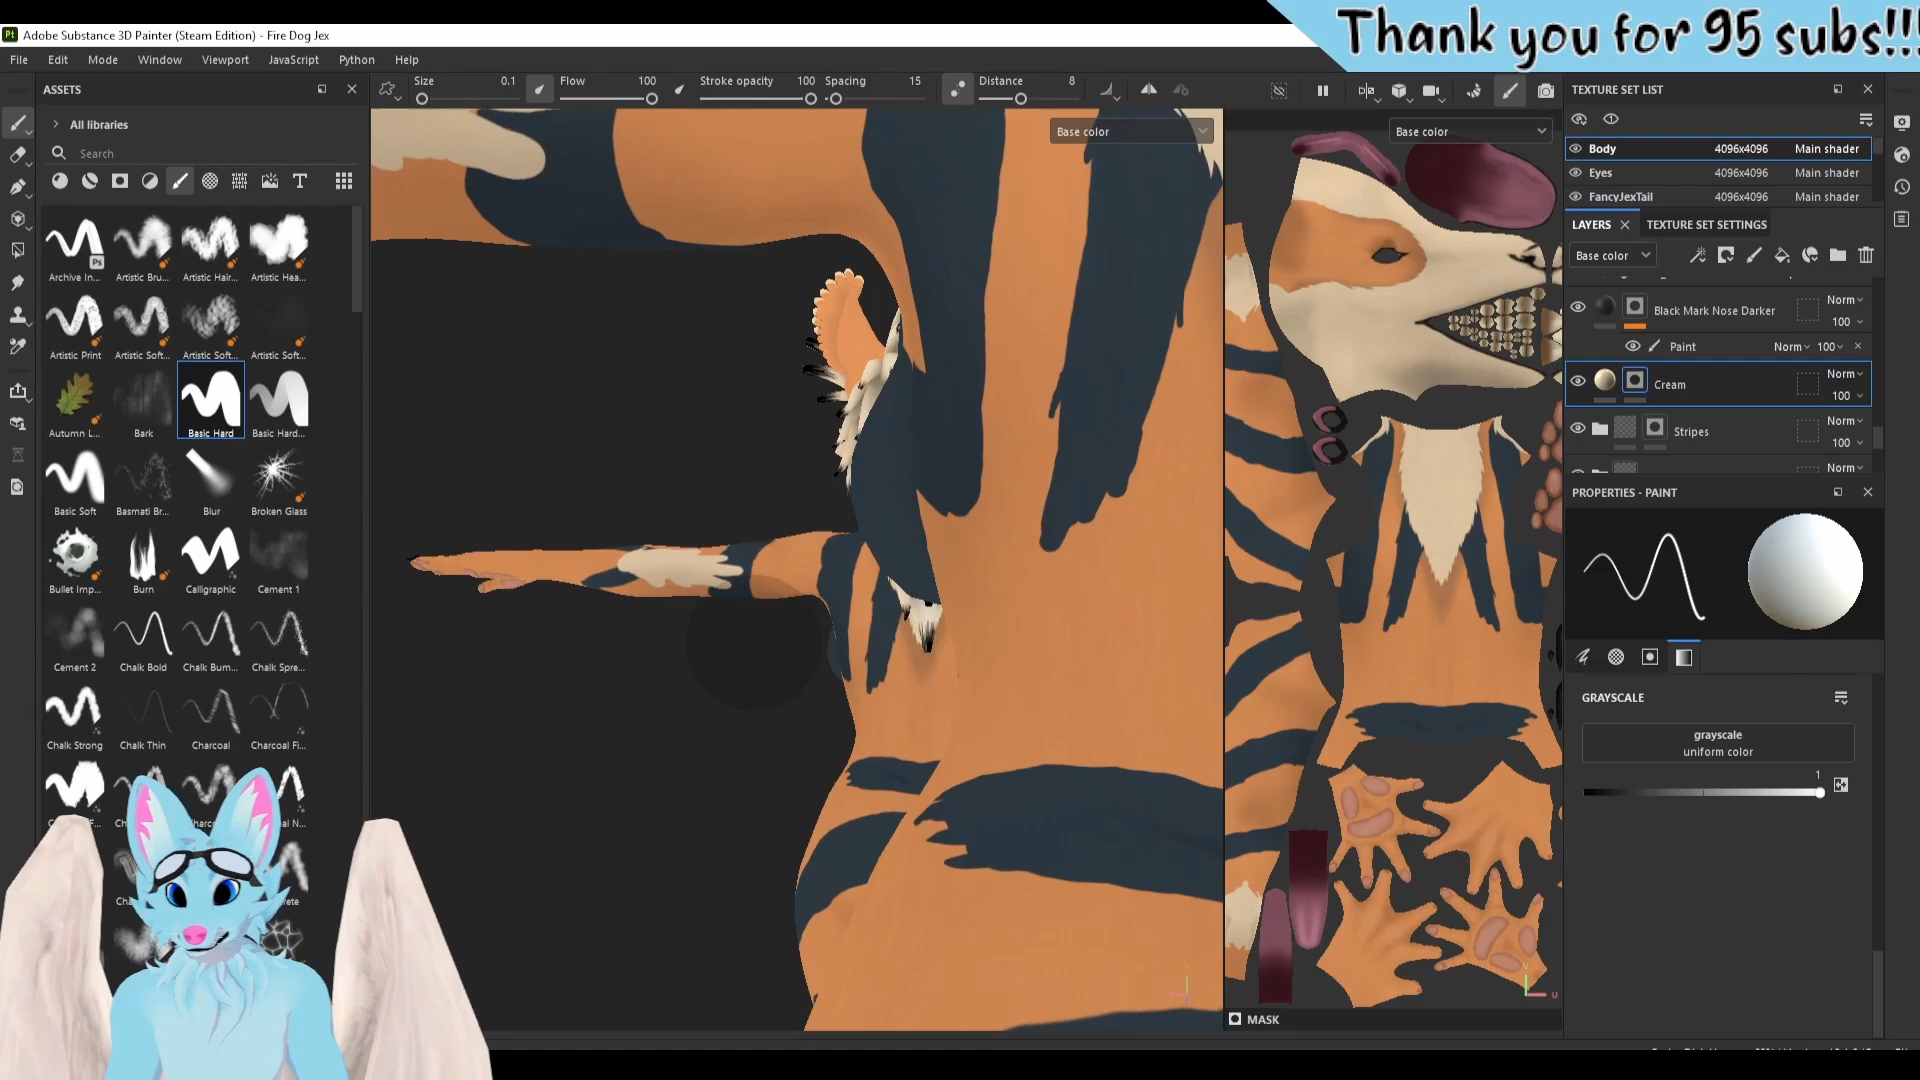 Thank you for 95 subs!!!
Adobe Substance 3D Painter (Steam Edition) - Fire Dog Jex
File Edit Mode Window Viewport JavaScript Python Help
ASSETS
Size 0.1 Flow 100 Stroke opacity 100 Spacing 15 Distance 8
All libraries
Search
Archive In...
Artistic Bru...
Artistic Hair...
Artistic Hea...
Artistic Print
Artistic Soft...
Artistic Soft...
Artistic Soft...
Autumn L...
Bark
Basic Hard
Basic Hard...
Basic Soft
Basmati Br...
Blur
Broken Glass
Bullet Imp...
Burn
Calligraphic
Cement 1
Cement 2
Chalk Bold
Chalk Bum...
Chalk Spre...
Chalk Strong
Chalk Thin
Charcoal
Charcoal Fi...
Base color
Base color
MASK
TEXTURE SET LIST
Body 4096x4096 Main shader
Eyes 4096x4096 Main shader
FancyJexTail 4096x4096 Main shader
LAYERS TEXTURE SET SETTINGS
Base color
Black Mark Nose Darker Norm
100
Paint Norm 100
Cream Norm
100
Stripes Norm
100
Norm
PROPERTIES - PAINT
GRAYSCALE
grayscale
uniform color
1